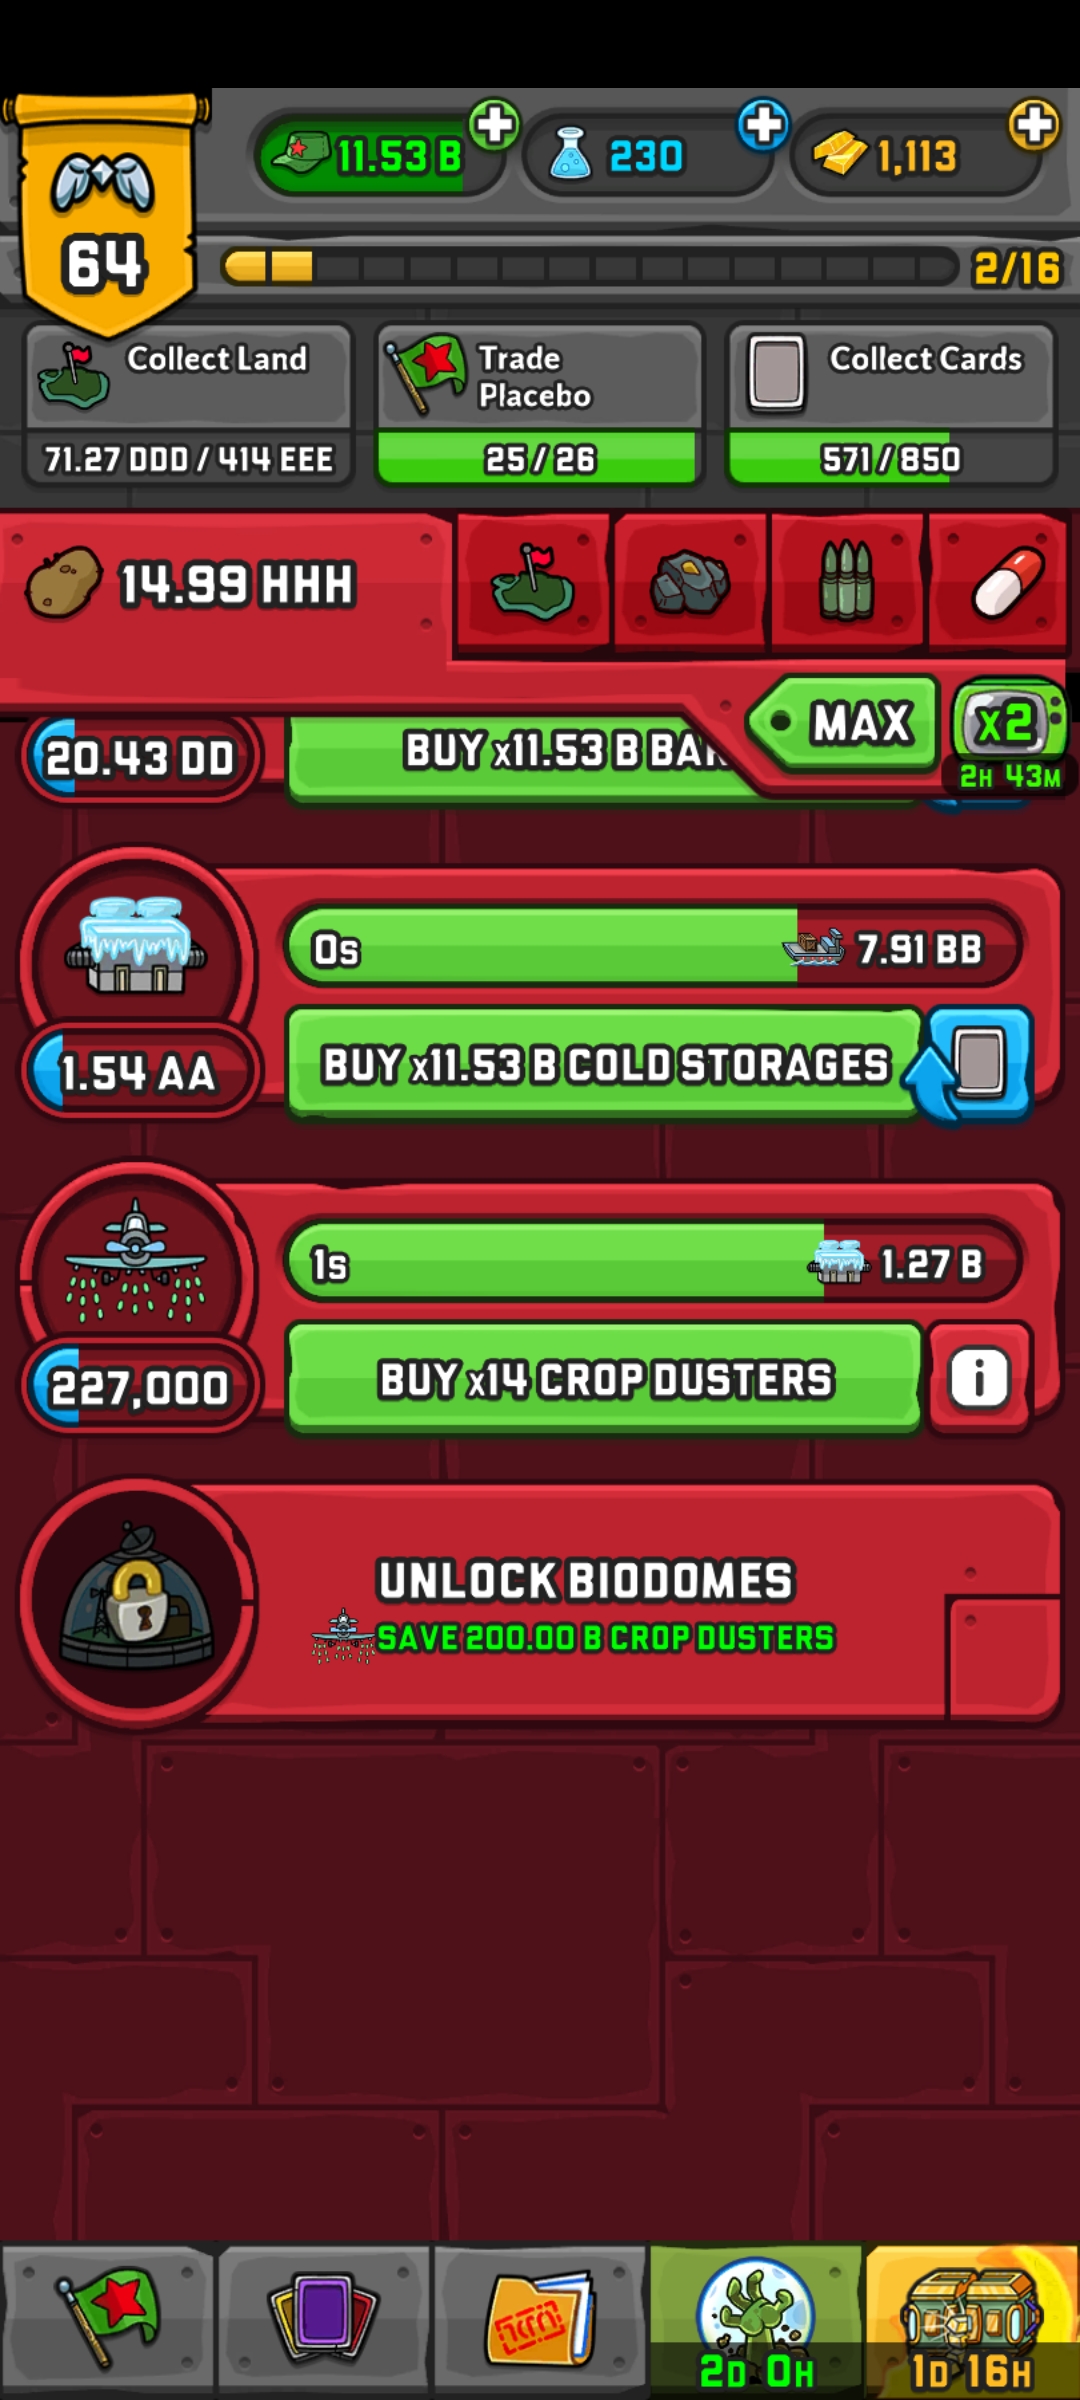 11.53 B
230
1,113
64
2/16
Collect Land
71.27 DDD / 414 EEE
Trade
Placebo
25 / 26
Collect Cards
571 / 850
14.99 HHH
MAX
x2
2H 43M
20.43 DD
BUY x11.53 B
0s
7.91 BB
1.54 AA
BUY x11.53 B COLD STORAGES
1s
1.27 B
227,000
BUY x14 CROP DUSTERS
i
UNLOCK BIODOMES
SAVE 200.00 B CROP DUSTERS
2D 0H
1D 16H